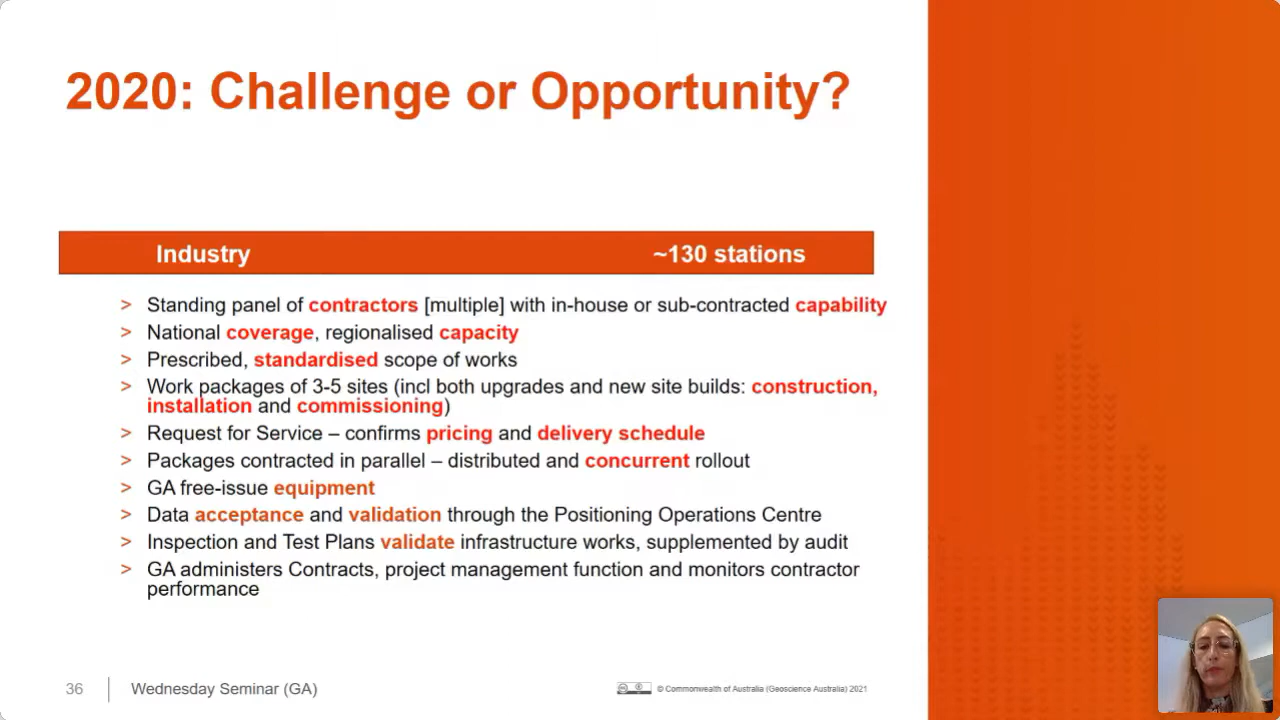 2020: Challenge or Opportunity?
Industry ~130 stations
> Standing panel of contractors [multiple] with in-house or sub-contracted capability
> National coverage, regionalised capacity
> Prescribed, standardised scope of works
> Work packages of 3-5 sites (incl both upgrades and new site builds: construction,
installation and commissioning)
> Request for Service – confirms pricing and delivery schedule
> Packages contracted in parallel – distributed and concurrent rollout
> GA free-issue equipment
> Data acceptance and validation through the Positioning Operations Centre
> Inspection and Test Plans validate infrastructure works, supplemented by audit
> GA administers Contracts, project management function and monitors contractor
performance
36 Wednesday Seminar (GA) © Commonwealth of Australia (Geoscience Australia) 2021